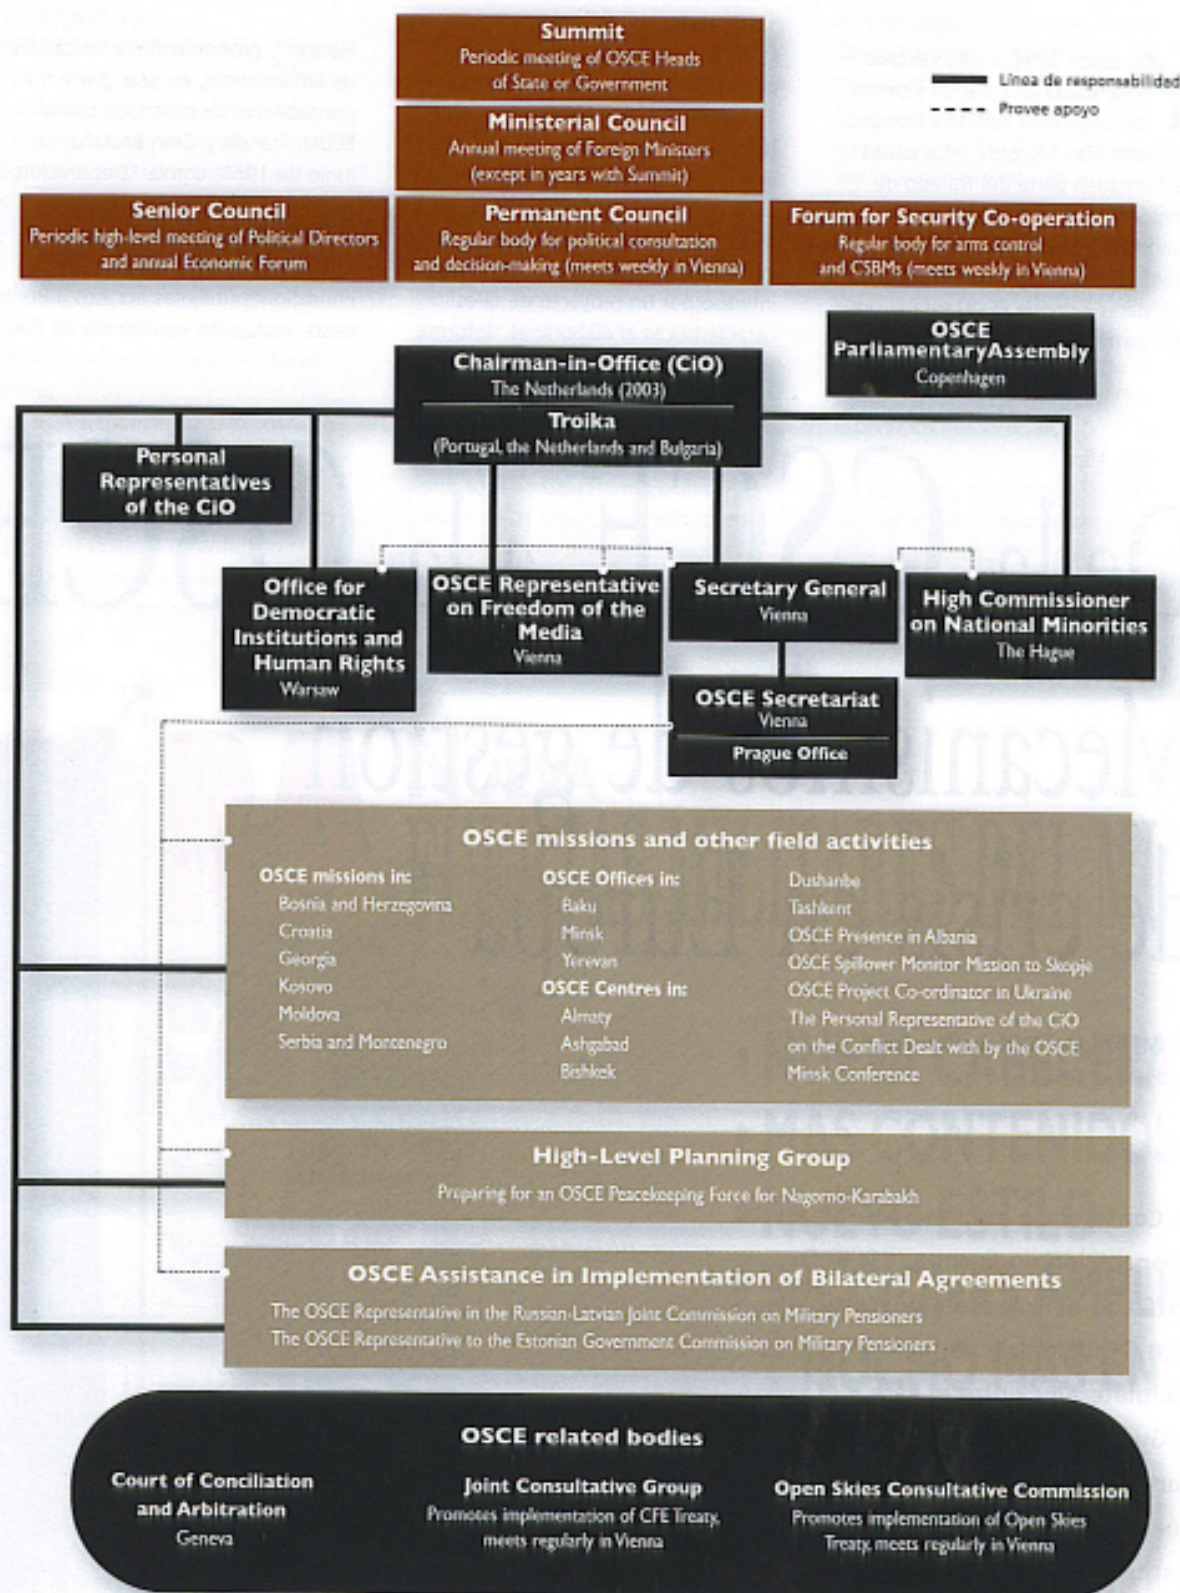 Summit
Periodic meeting of OSCE Heads
of State or Government
Línea de responsabilidad
Provee apoyo
Ministerial Council
Annual meeting of Foreign Ministers
(except in years with Summit)
Senior Council
Periodic high-level meeting of Political Directors
and annual Economic Forum
Permanent Council
Regular body for political consultation
and decision-making (meets weekly in Vienna)
Forum for Security Co-operation
Regular body for arms control
and CSBMs (meets weekly in Vienna)
OSCE
ParliamentaryAssembly
Copenhagen
Chairman-in-Office (CiO)
The Netherlands (2003)
Troika
(Portugal, the Netherlands and Bulgaria)
Personal
Representatives
of the CiO
Office for
Democratic
Institutions and
Human Rights
Warsaw
OSCE Representative
on Freedom of the
Media
Vienna
Secretary General
Vienna
High Commissioner
on National Minorities
The Hague
OSCE Secretariat
Vienna
Prague Office
OSCE missions and other field activities
OSCE missions in:
Bosnia and Herzegovina
Croatia
Georgia
Kosovo
Moldova
Serbia and Montenegro
OSCE Offices in:
Baku
Minsk
Yerevan
OSCE Centres in:
Almaty
Ashgabad
Bishkek
Dushanbe
Tashkent
OSCE Presence in Albania
OSCE Spillover Monitor Mission to Skopje
OSCE Project Co-ordinator in Ukraine
The Personal Representative of the CiO
on the Conflict Dealt with by the OSCE
Minsk Conference
High-Level Planning Group
Preparing for an OSCE Peacekeeping Force for Nagorno-Karabakh
OSCE Assistance in Implementation of Bilateral Agreements
The OSCE Representative in the Russian-Latvian Joint Commission on Military Pensioners
The OSCE Representative to the Estonian Government Commission on Military Pensioners
OSCE related bodies
Court of Conciliation
and Arbitration
Geneva
Joint Consultative Group
Promotes implementation of CFE Treaty,
meets regularly in Vienna
Open Skies Consultative Commission
Promotes implementation of Open Skies
Treaty, meets regularly in Vienna